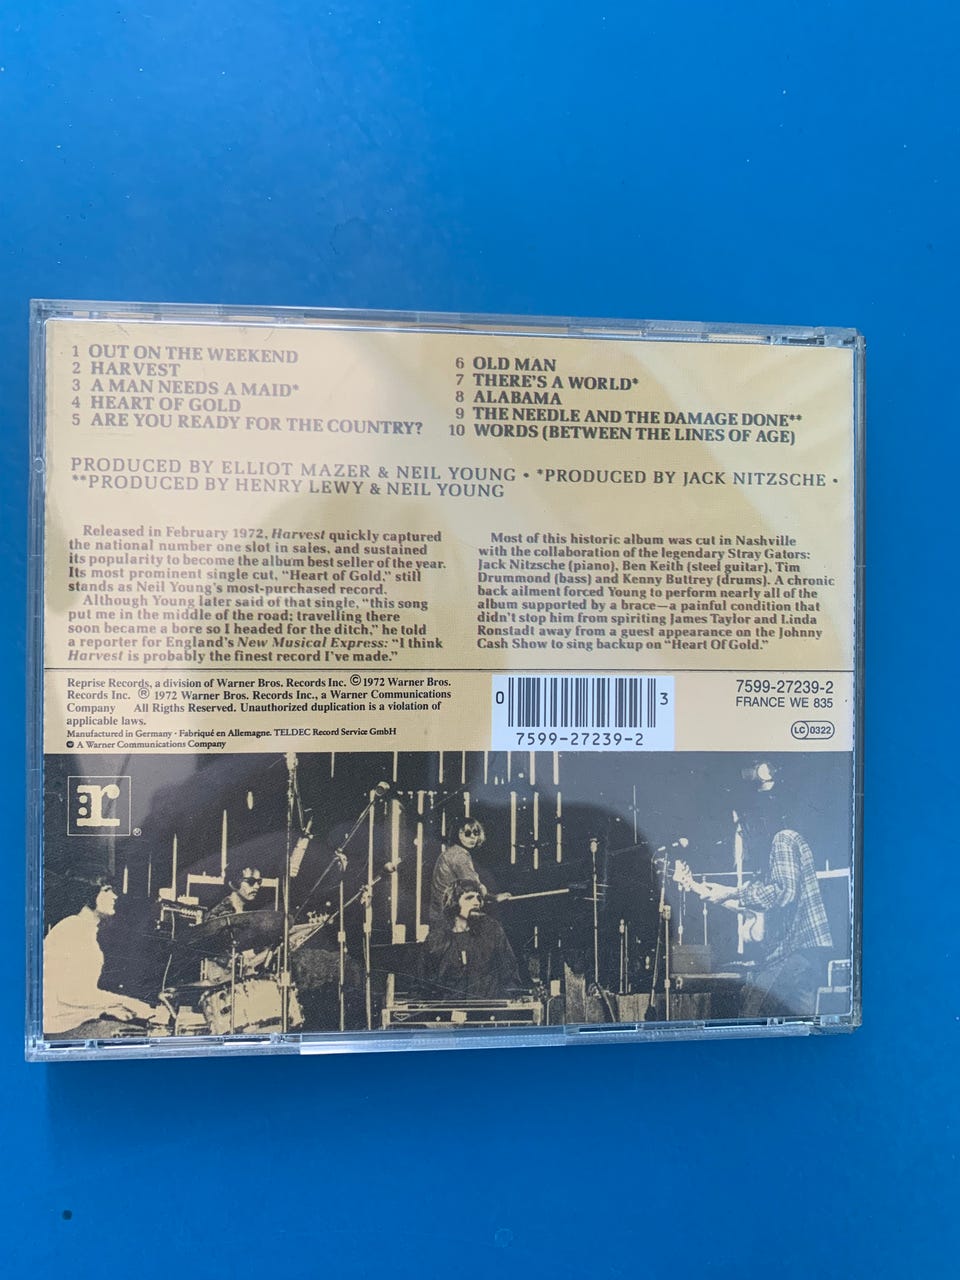 1 OUT ON THE WEEKEND
2 HARVEST
3 A MAN NEEDS A MAID*
4 HEART OF GOLD
5 ARE YOU READY FOR THE COUNTRY?
6 OLD MAN
7 THERE'S A WORLD*
8 ALABAMA
9 THE NEEDLE AND THE DAMAGE DONE**
10 WORDS (BETWEEN THE LINES OF AGE)
PRODUCED BY ELLIOT MAZER & NEIL YOUNG • *PRODUCED BY JACK NITZSCHE •
**PRODUCED BY HENRY LEWY & NEIL YOUNG
Released in February 1972, Harvest quickly captured
the national number one slot in sales, and sustained
its popularity to become the album best seller of the year.
Its most prominent single cut, “Heart of Gold,” still
stands as Neil Young's most-purchased record.
Although Young later said of that single, “this song
put me in the middle of the road; travelling there
soon became a bore so I headed for the ditch,” he told
a reporter for England's New Musical Express: “I think
Harvest is probably the finest record I've made.”
Most of this historic album was cut in Nashville
with the collaboration of the legendary Stray Gators:
Jack Nitzsche (piano), Ben Keith (steel guitar), Tim
Drummond (bass) and Kenny Buttrey (drums). A chronic
back ailment forced Young to perform nearly all of the
album supported by a brace—a painful condition that
didn't stop him from spiriting James Taylor and Linda
Ronstadt away from a guest appearance on the Johnny
Cash Show to sing backup on “Heart Of Gold.”
Reprise Records, a division of Warner Bros. Records Inc. ©1972 Warner Bros.
Records Inc. ℗ 1972 Warner Bros. Records Inc., a Warner Communications
Company All Rigths Reserved. Unauthorized duplication is a violation of
applicable laws.
Manufactured in Germany · Fabriqué en Allemagne. TELDEC Record Service GmbH
A Warner Communications Company
0 3
7599-27239-2
7599-27239-2
FRANCE WE 835
LC 0322
:r ®